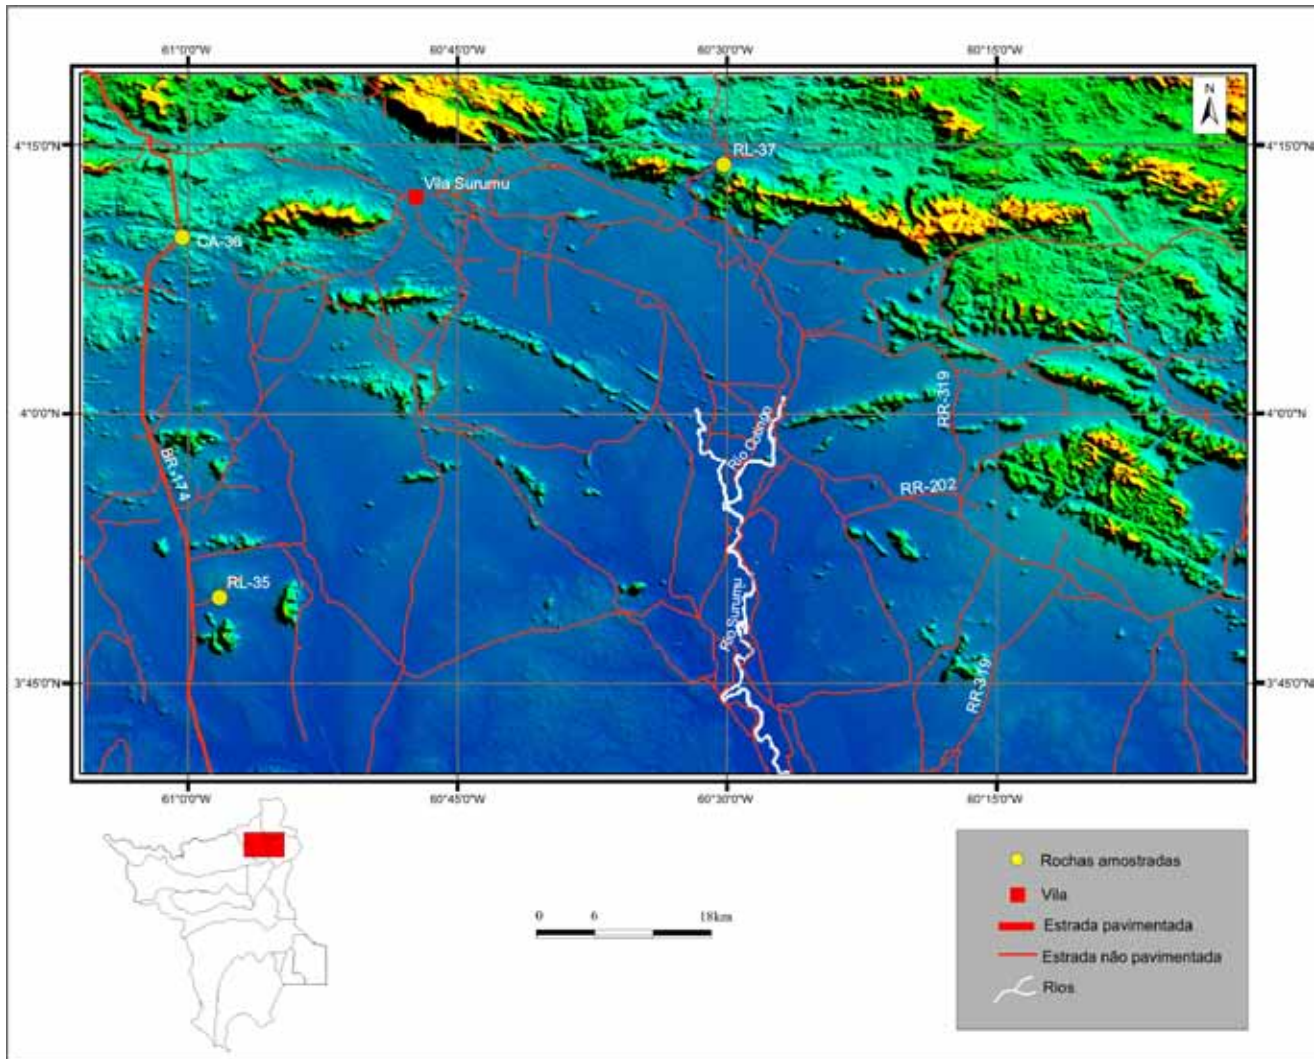 61°0'0"W
60°45'0"W
60°30'0"W
60°15'0"W
N
4°15'0"N
4°15'0"N
RL-37
Vila Surumu
CA-36
4°0'0"N
4°0'0"N
RR-319
Rio Cotingo
BR-174
RR-202
RL-35
Rio Surumu
3°45'0"N
3°45'0"N
RR-319
61°0'0"W
60°45'0"W
60°30'0"W
60°15'0"W
0 6 18km
Rochas amostradas
Vila
Estrada pavimentada
Estrada não pavimentada
Rios